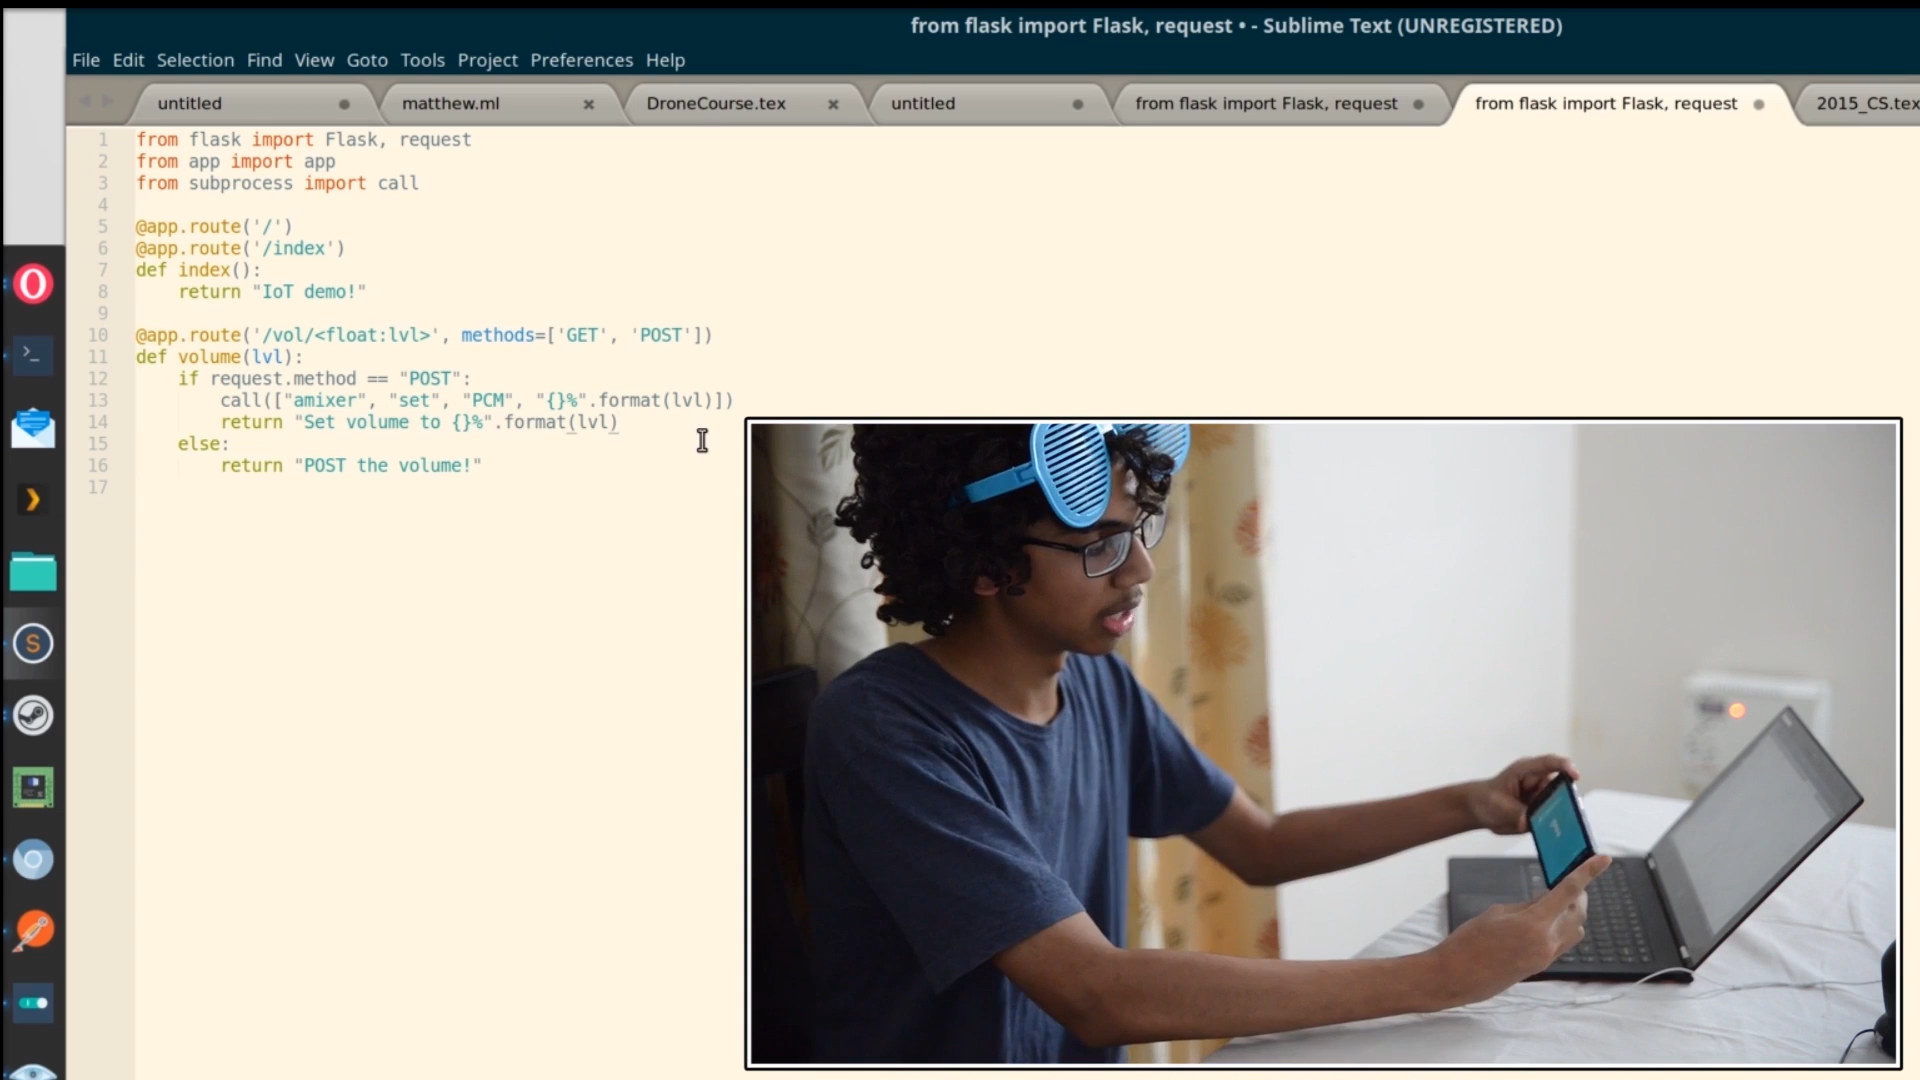 from flask import Flask, request • - Sublime Text (UNREGISTERED)
File Edit Selection Find View Goto Tools Project Preferences Help
untitled matthew.ml DroneCourse.tex untitled from flask import Flask, request from flask import Flask, request 2015_CS.tex
1 from flask import Flask, request
2 from app import app
3 from subprocess import call
4
5 @app.route('/')
6 @app.route('/index')
7 def index():
8 return "IoT demo!"
9
10 @app.route('/vol/<float:lvl>', methods=['GET', 'POST'])
11 def volume(lvl):
12 if request.method == "POST":
13 call(["amixer", "set", "PCM", "{}%".format(lvl)])
14 return "Set volume to {}%".format(lvl)
15 else:
16 return "POST the volume!"
17